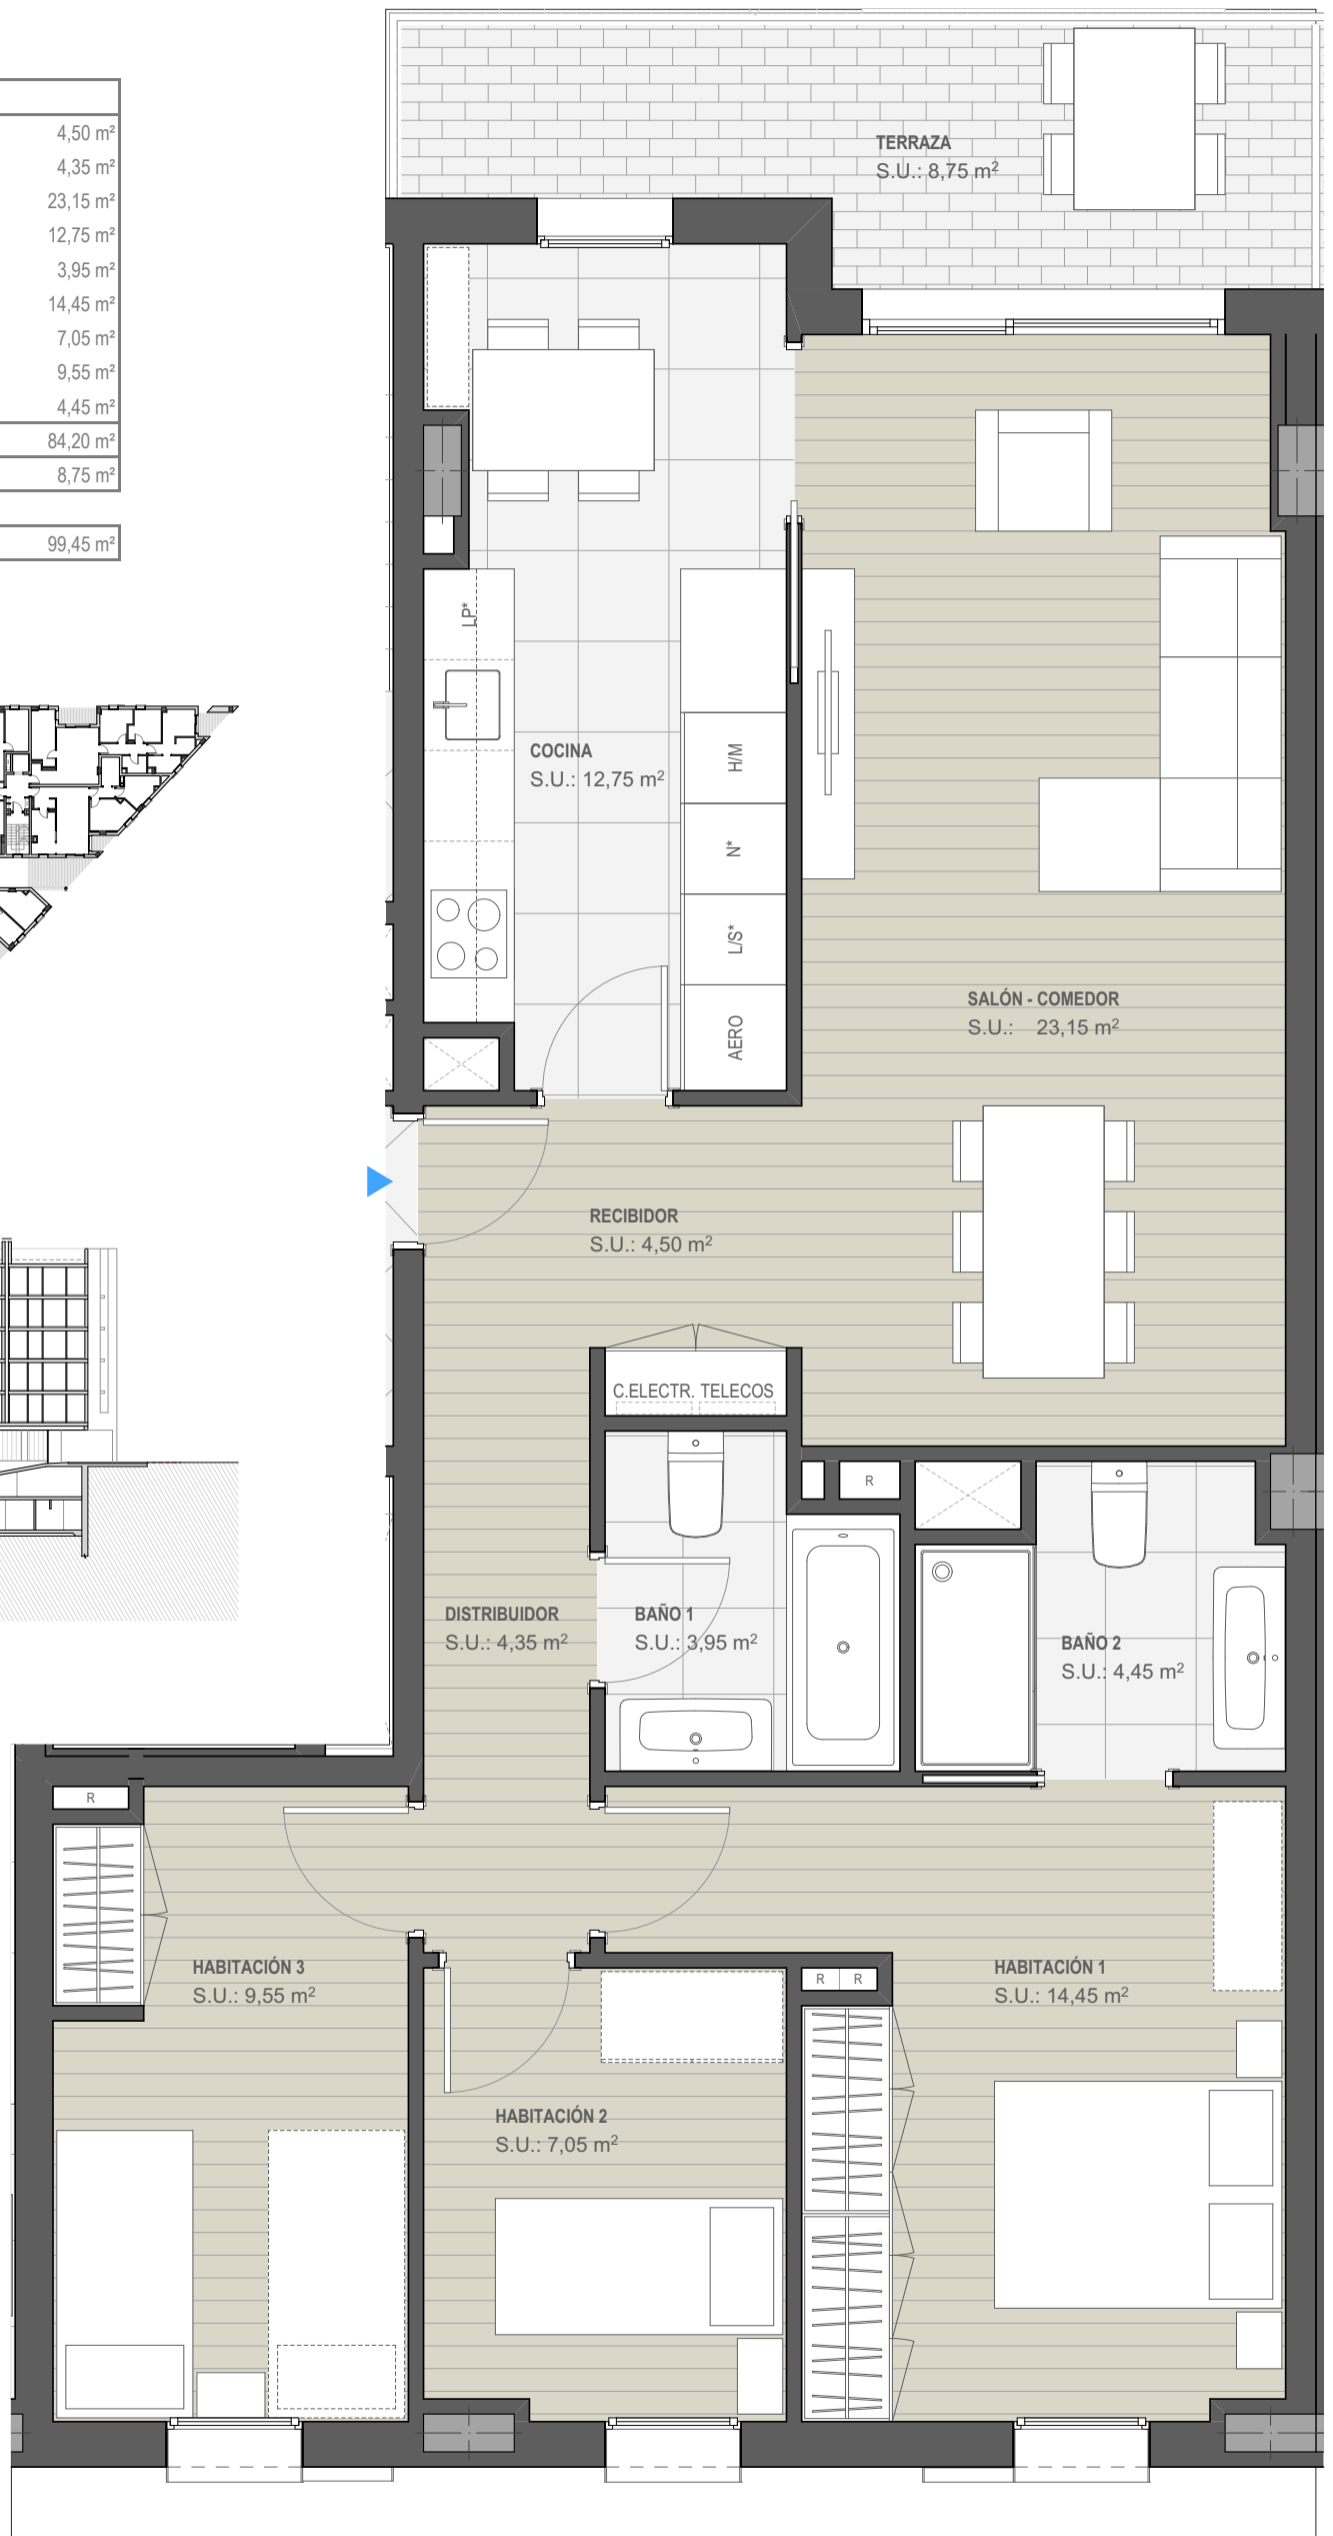 4,50 m²
4,35 m²
23,15 m²
12,75 m²
3,95 m²
14,45 m²
7,05 m²
9,55 m²
4,45 m²
84,20 m²
8,75 m²
99,45 m²
TERRAZA
S.U.: 8,75 m²
LP*
COCINA
S.U.: 12,75 m²
H/M
N*
L/S*
AERO
SALÓN - COMEDOR
S.U.: 23,15 m²
RECIBIDOR
S.U.: 4,50 m²
C.ELECTR. TELECOS
R
DISTRIBUIDOR
S.U.: 4,35 m²
BAÑO 1
S.U.: 3,95 m²
BAÑO 2
S.U.: 4,45 m²
R
HABITACIÓN 3
S.U.: 9,55 m²
R R
HABITACIÓN 1
S.U.: 14,45 m²
HABITACIÓN 2
S.U.: 7,05 m²